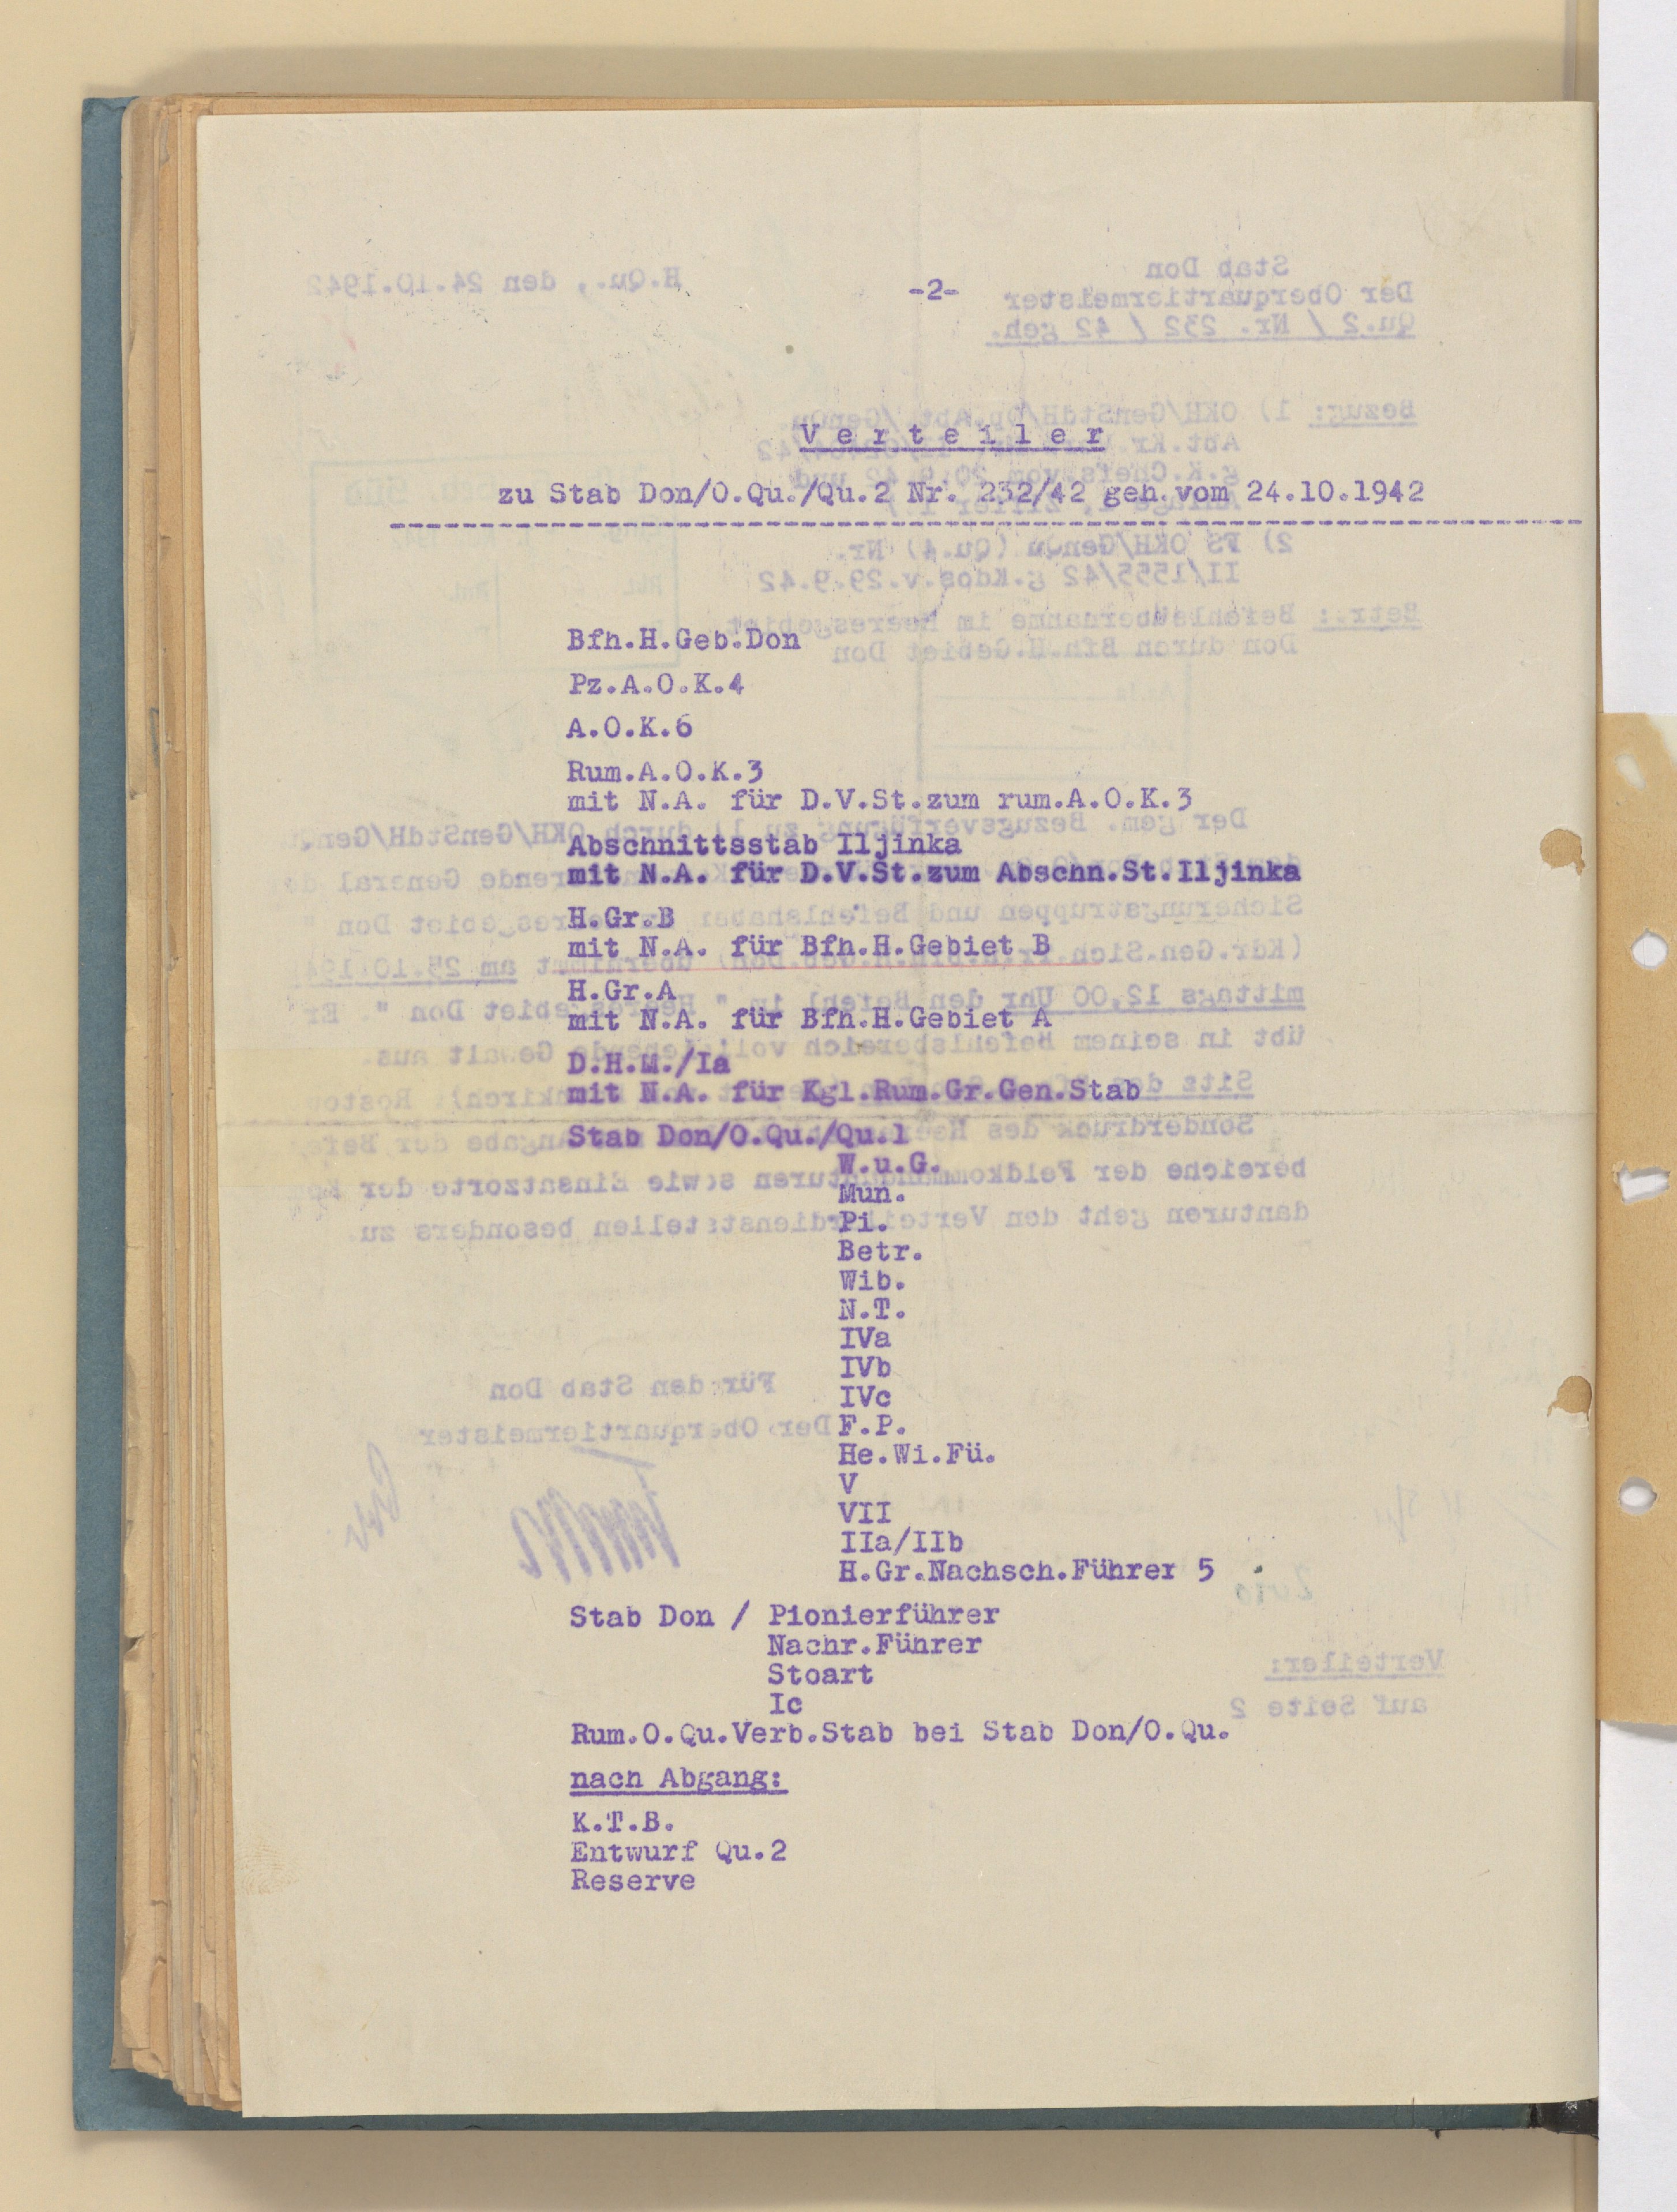 -2-
Verteiler
zu Stab Don/O.Qu./Qu.2 Nr. 232/42 geh.vom 24.10.1942
Bfh.H.Geb.Don
Pz.A.O.K.4
A.O.K.6
Rum.A.O.K.3
mit N.A. für D.V.St.zum rum.A.O.K.3
Abschnittsstab Iljinka
mit N.A. für D.V.St.zum Abschn.St.Iljinka
H.Gr.B
mit N.A. für Bfh.H.Gebiet B
H.Gr.A
mit N.A. für Bfh.H.Gebiet A
D.H.M./Ia
mit N.A. für Kgl.Rum.Gr.Gen.Stab
Stab Don/O.Qu./Qu.1
W.u.G.
Mun.
Pi.
Betr.
Wib.
N.T.
IVa
IVb
IVc
F.P.
He.Wi.Fü.
V
VII
IIa/IIb
H.Gr.Nachsch.Führer 5
Stab Don / Pionierführer
Nachr.Führer
Stoart
Ic
Rum.O.Qu.Verb.Stab bei Stab Don/O.Qu.
nach Abgang:
K.T.B.
Entwurf Qu.2
Reserve